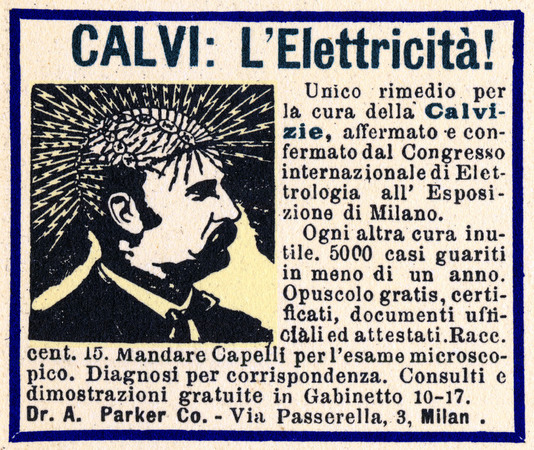 CALVI: L'Elettricità!
Unico rimedio per
la cura della Calvi-
zie, affermato e con-
fermato dal Congresso
internazionale di Elet-
trologia all' Esposi-
zione di Milano.
Ogni altra cura inu-
tile. 5000 casi guariti
in meno di un anno.
Opuscolo gratis, certi-
ficati, documenti uffi-
ciali ed attestati. Racc.
cent. 15. Mandare Capelli per l'esame microsco-
pico. Diagnosi per corrispondenza. Consulti e
dimostrazioni gratuite in Gabinetto 10-17.
Dr. A. Parker Co. - Via Passerella, 3, Milan .